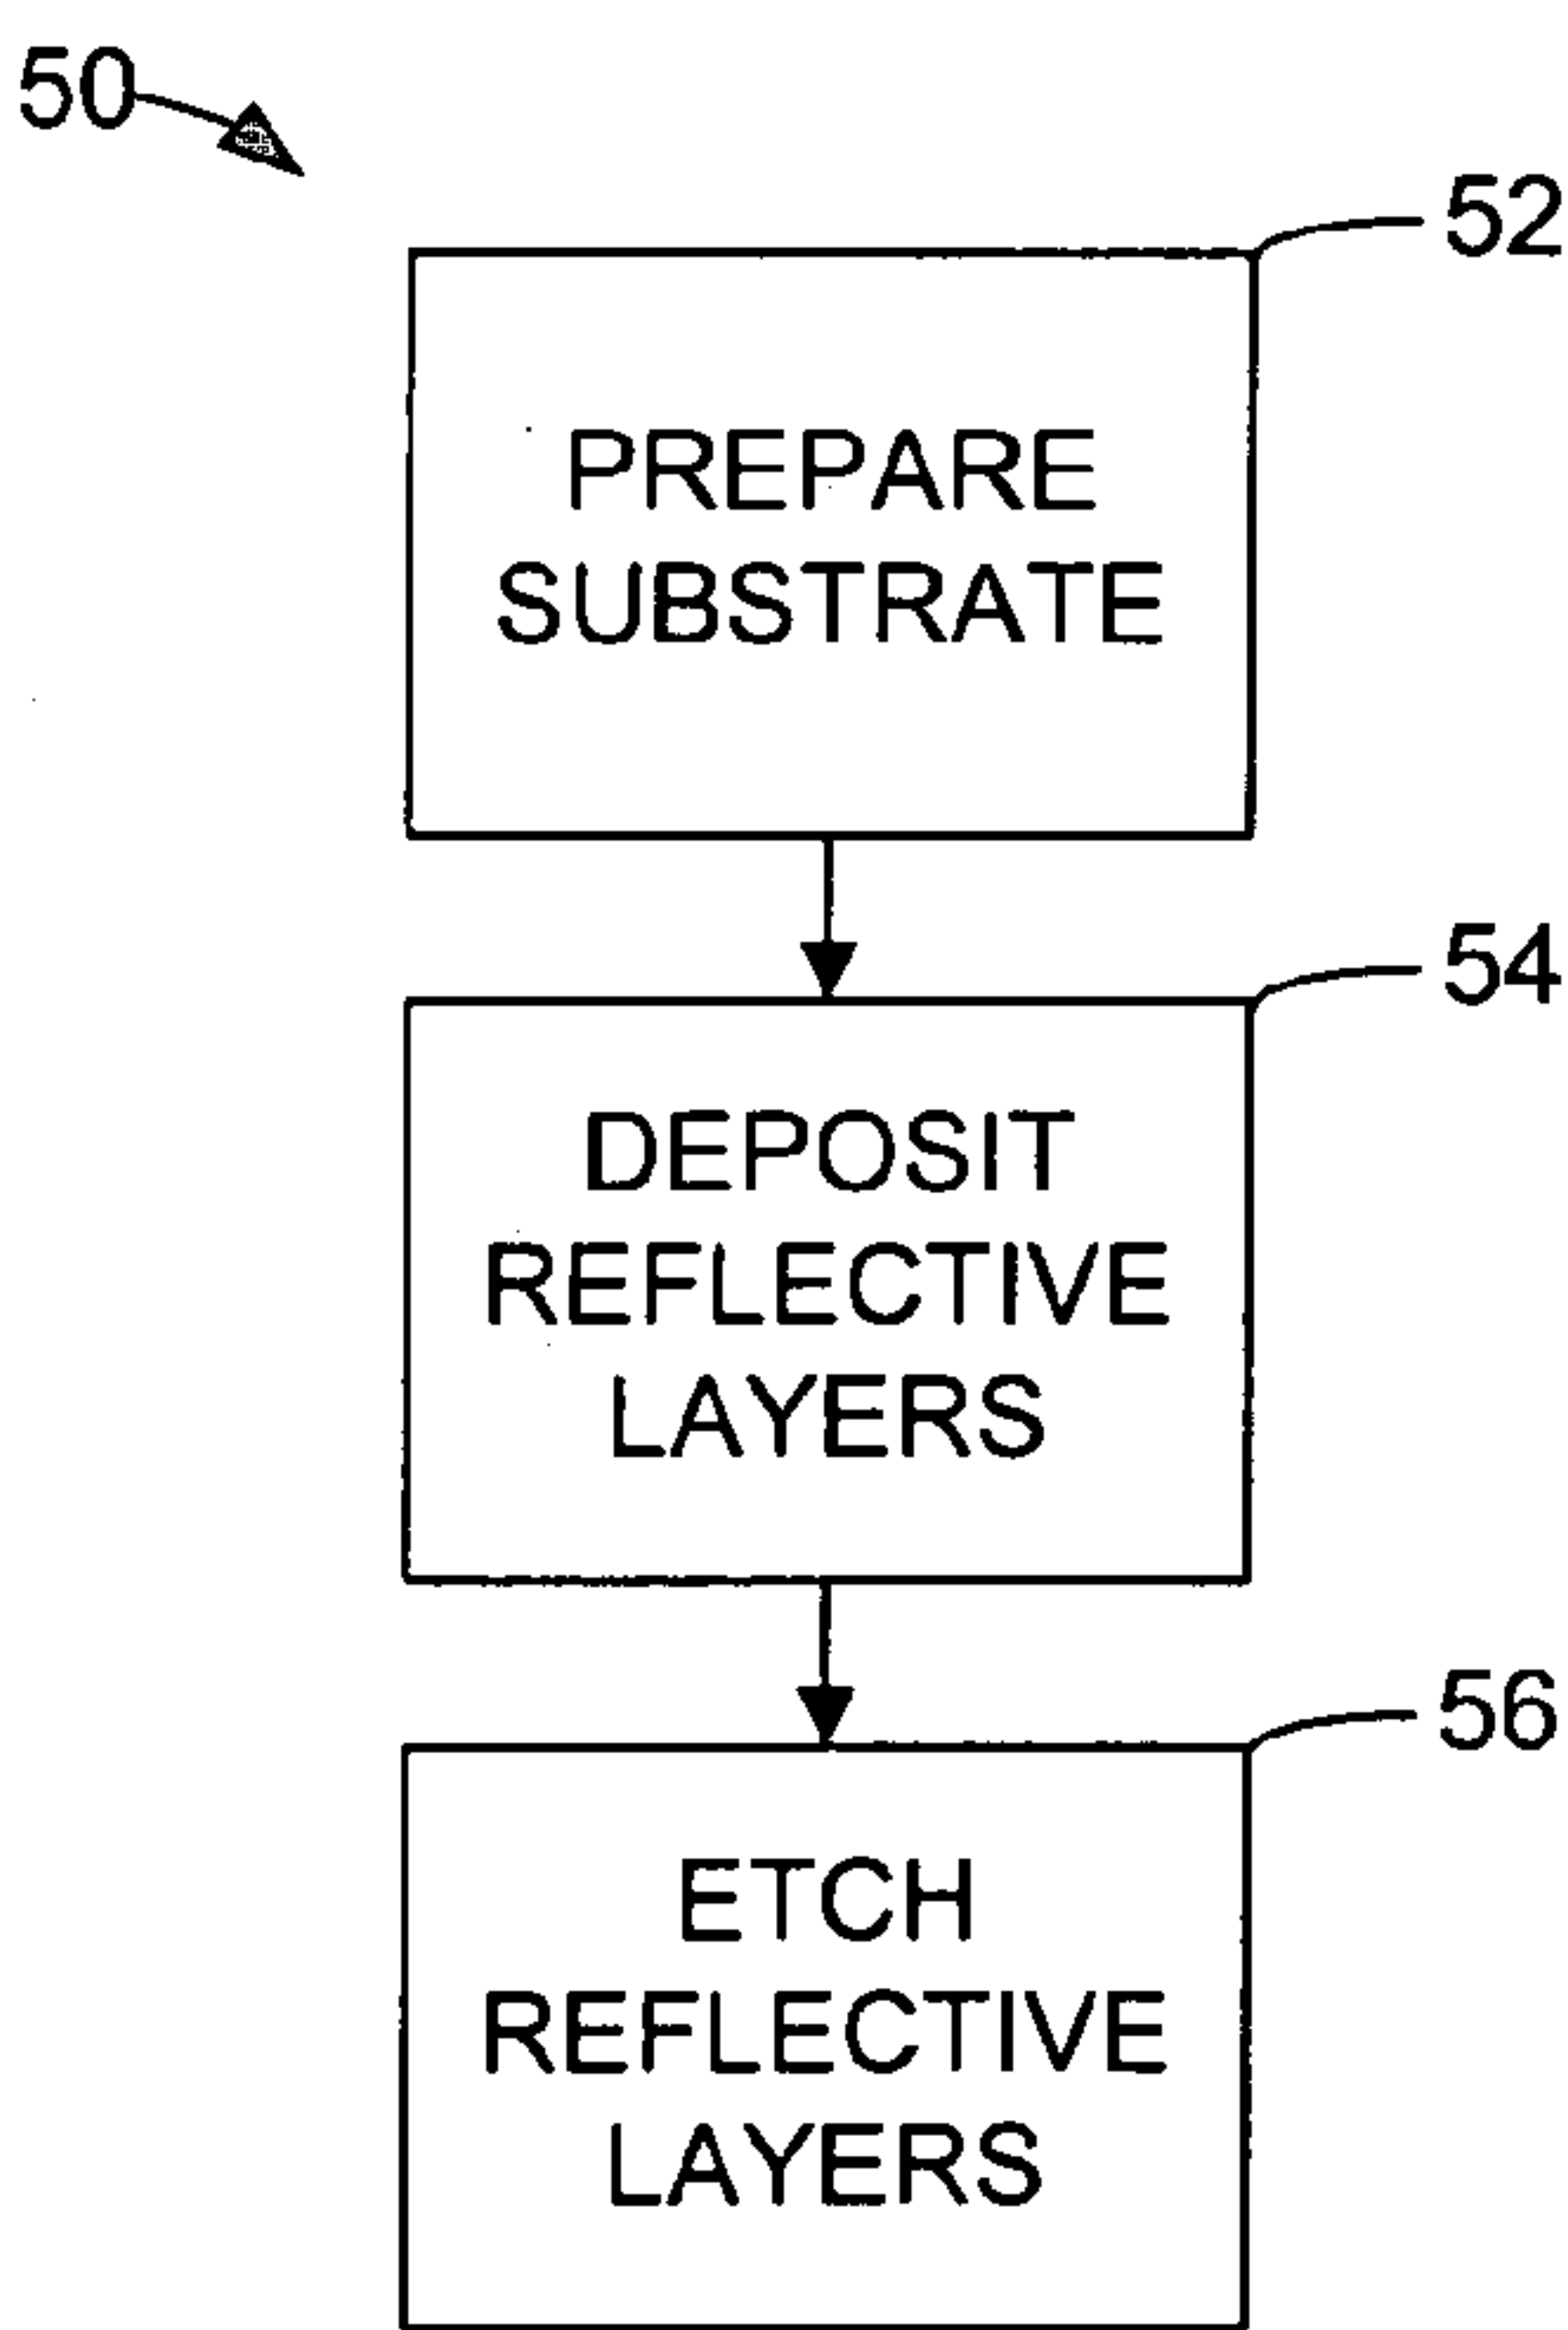 50
52
PREPARE
SUBSTRATE
54
DEPOSIT
REFLECTIVE
LAYERS
56
ETCH
REFLECTIVE
LAYERS